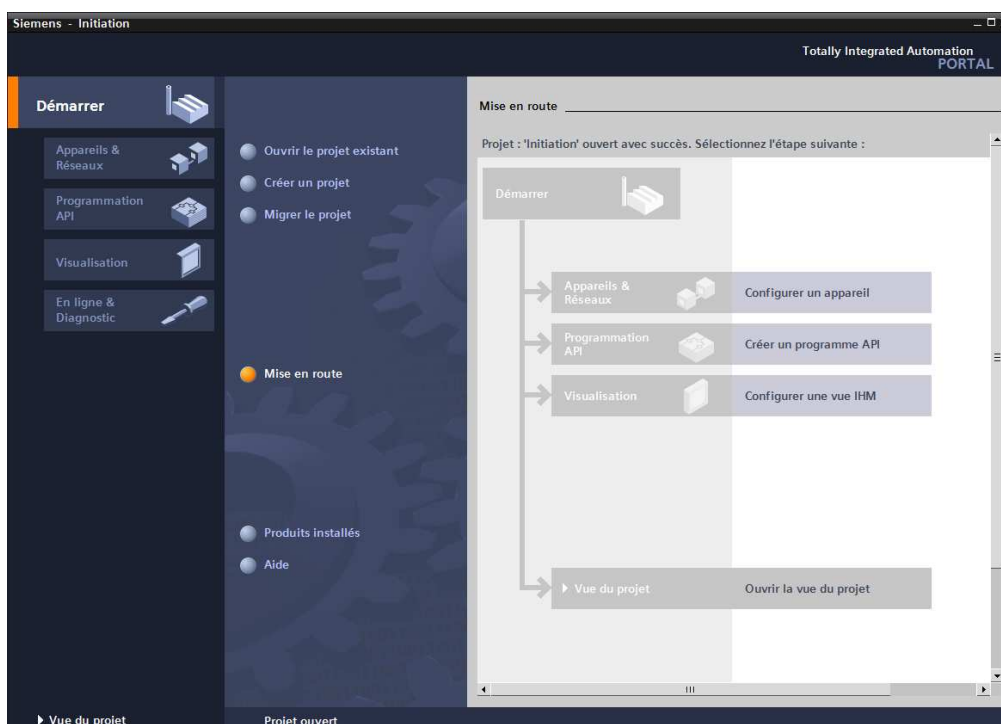 Siemens - Initiation
Totally Integrated Automation
PORTAL
Démarrer
Appareils &
Réseaux
Programmation
API
Visualisation
En ligne &
Diagnostic
Ouvrir le projet existant
Créer un projet
Migrer le projet
Mise en route
Produits installés
Aide
Mise en route
Projet : 'Initiation' ouvert avec succès. Sélectionnez l'étape suivante :
Démarrer
Appareils &
Réseaux
Configurer un appareil
Programmation
API
Créer un programme API
Visualisation
Configurer une vue IHM
Vue du projet
Ouvrir la vue du projet
Vue du projet
Projet ouvert